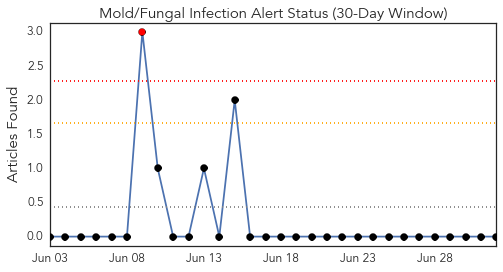 Mold/Fungal Infection Alert Status (30-Day Window)
Articles Found
3.0
2.5
2.0
1.5
1.0
0.5
0.0
Jun 03 Jun 08 Jun 13 Jun 18 Jun 23 Jun 28